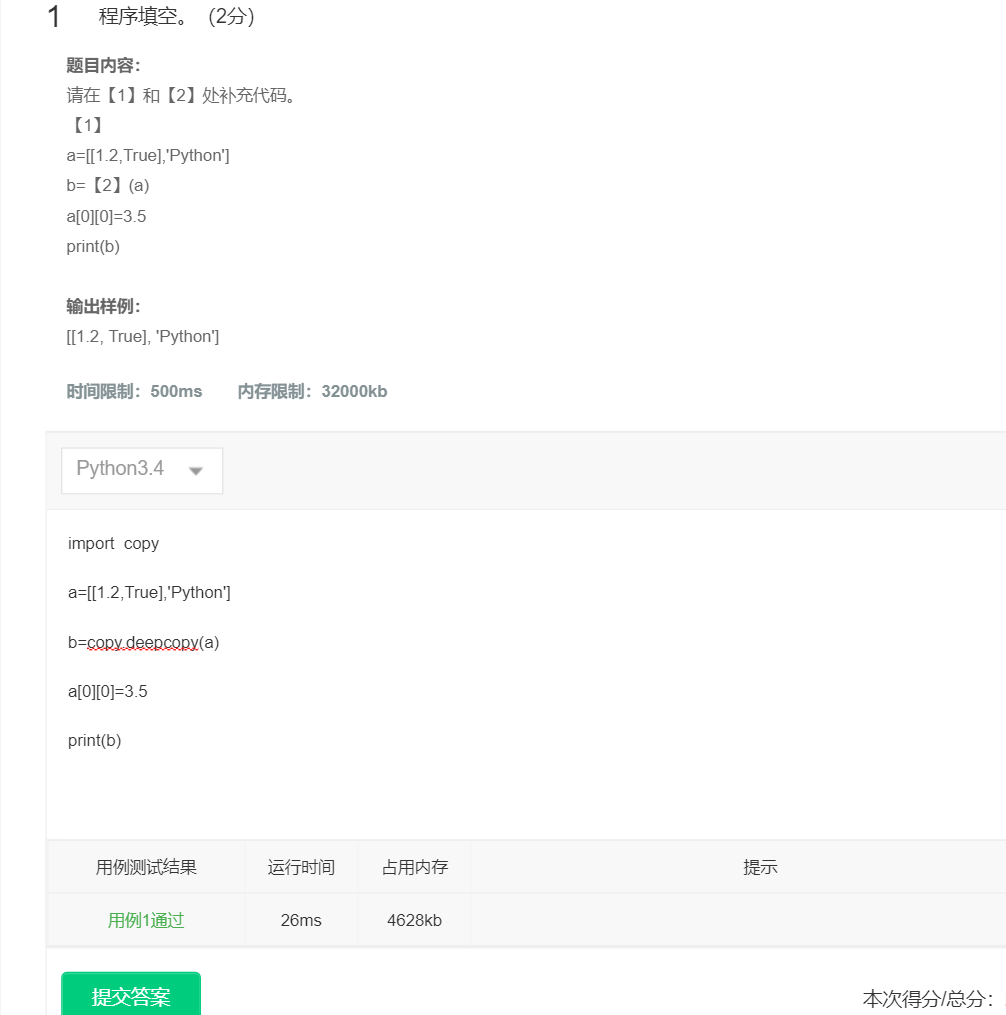 1 程序填空。（2分）
题目内容：
请在【1】和【2】处补充代码。
【1】
a=[[1.2,True],'Python']
b=【2】(a)
a[0][0]=3.5
print(b)
输出样例：
[[1.2, True], 'Python']
时间限制：500ms 内存限制：32000kb
Python3.4
import  copy
a=[[1.2,True],'Python']
b=copy.deepcopy(a)
a[0][0]=3.5
print(b)
用例测试结果 运行时间 占用内存 提示
用例1通过 26ms 4628kb
提交答案 本次得分/总分：